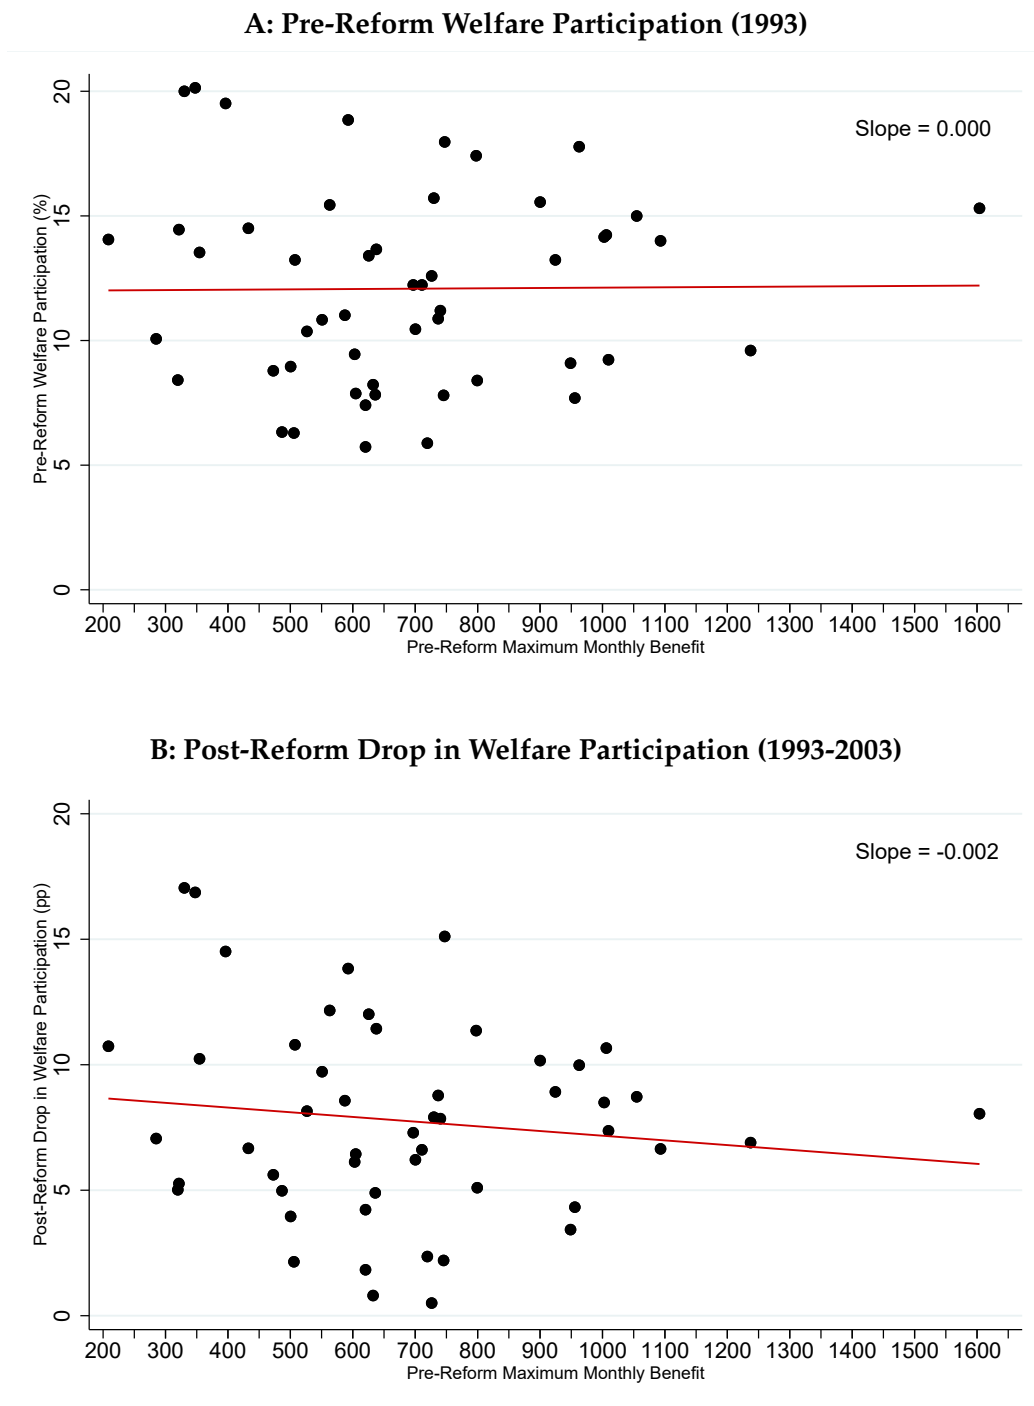 A: Pre-Reform Welfare Participation (1993)
Slope = 0.000
Pre-Reform Welfare Participation (%)
20
15
10
5
0
200 300 400 500 600 700 800 900 1000 1100 1200 1300 1400 1500 1600
Pre-Reform Maximum Monthly Benefit
B: Post-Reform Drop in Welfare Participation (1993-2003)
Slope = -0.002
Post-Reform Drop in Welfare Participation (pp)
20
15
10
5
0
200 300 400 500 600 700 800 900 1000 1100 1200 1300 1400 1500 1600
Pre-Reform Maximum Monthly Benefit